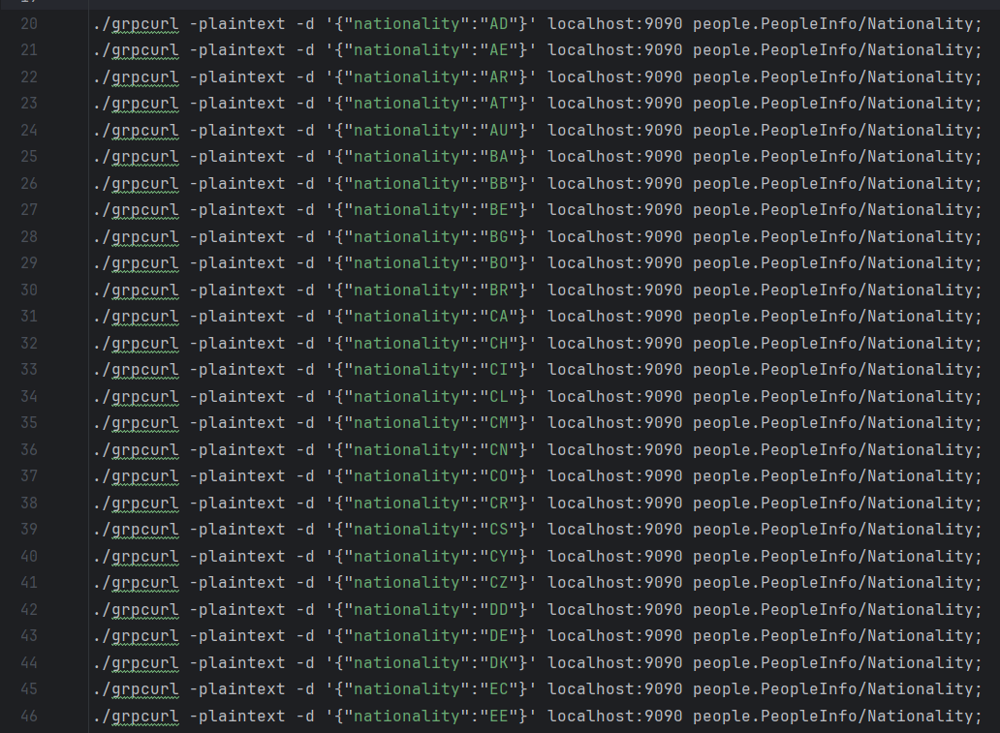 20 ./grpcurl -plaintext -d '{"nationality":"AD"}' localhost:9090 people.PeopleInfo/Nationality;
21 ./grpcurl -plaintext -d '{"nationality":"AE"}' localhost:9090 people.PeopleInfo/Nationality;
22 ./grpcurl -plaintext -d '{"nationality":"AR"}' localhost:9090 people.PeopleInfo/Nationality;
23 ./grpcurl -plaintext -d '{"nationality":"AT"}' localhost:9090 people.PeopleInfo/Nationality;
24 ./grpcurl -plaintext -d '{"nationality":"AU"}' localhost:9090 people.PeopleInfo/Nationality;
25 ./grpcurl -plaintext -d '{"nationality":"BA"}' localhost:9090 people.PeopleInfo/Nationality;
26 ./grpcurl -plaintext -d '{"nationality":"BB"}' localhost:9090 people.PeopleInfo/Nationality;
27 ./grpcurl -plaintext -d '{"nationality":"BE"}' localhost:9090 people.PeopleInfo/Nationality;
28 ./grpcurl -plaintext -d '{"nationality":"BG"}' localhost:9090 people.PeopleInfo/Nationality;
29 ./grpcurl -plaintext -d '{"nationality":"BO"}' localhost:9090 people.PeopleInfo/Nationality;
30 ./grpcurl -plaintext -d '{"nationality":"BR"}' localhost:9090 people.PeopleInfo/Nationality;
31 ./grpcurl -plaintext -d '{"nationality":"CA"}' localhost:9090 people.PeopleInfo/Nationality;
32 ./grpcurl -plaintext -d '{"nationality":"CH"}' localhost:9090 people.PeopleInfo/Nationality;
33 ./grpcurl -plaintext -d '{"nationality":"CI"}' localhost:9090 people.PeopleInfo/Nationality;
34 ./grpcurl -plaintext -d '{"nationality":"CL"}' localhost:9090 people.PeopleInfo/Nationality;
35 ./grpcurl -plaintext -d '{"nationality":"CM"}' localhost:9090 people.PeopleInfo/Nationality;
36 ./grpcurl -plaintext -d '{"nationality":"CN"}' localhost:9090 people.PeopleInfo/Nationality;
37 ./grpcurl -plaintext -d '{"nationality":"CO"}' localhost:9090 people.PeopleInfo/Nationality;
38 ./grpcurl -plaintext -d '{"nationality":"CR"}' localhost:9090 people.PeopleInfo/Nationality;
39 ./grpcurl -plaintext -d '{"nationality":"CS"}' localhost:9090 people.PeopleInfo/Nationality;
40 ./grpcurl -plaintext -d '{"nationality":"CY"}' localhost:9090 people.PeopleInfo/Nationality;
41 ./grpcurl -plaintext -d '{"nationality":"CZ"}' localhost:9090 people.PeopleInfo/Nationality;
42 ./grpcurl -plaintext -d '{"nationality":"DD"}' localhost:9090 people.PeopleInfo/Nationality;
43 ./grpcurl -plaintext -d '{"nationality":"DE"}' localhost:9090 people.PeopleInfo/Nationality;
44 ./grpcurl -plaintext -d '{"nationality":"DK"}' localhost:9090 people.PeopleInfo/Nationality;
45 ./grpcurl -plaintext -d '{"nationality":"EC"}' localhost:9090 people.PeopleInfo/Nationality;
46 ./grpcurl -plaintext -d '{"nationality":"EE"}' localhost:9090 people.PeopleInfo/Nationality;